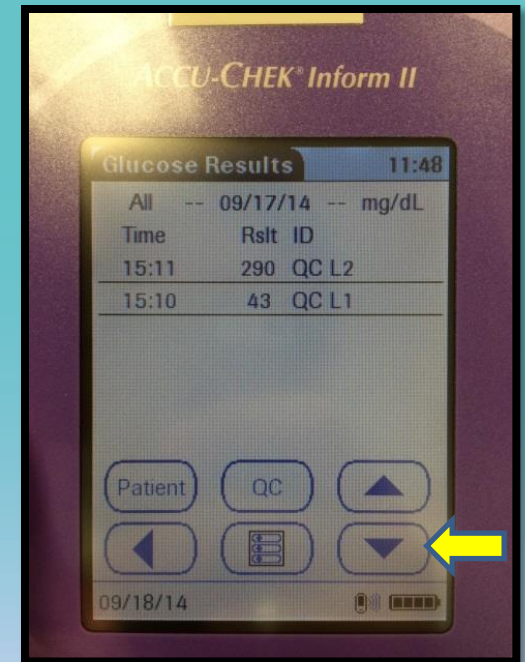 ACCU-CHEK® Inform II
Glucose Results 11:48
All -- 09/17/14 -- mg/dL
Time Rslt ID
15:11 290 QC L2
15:10 43 QC L1
Patient QC
09/18/14